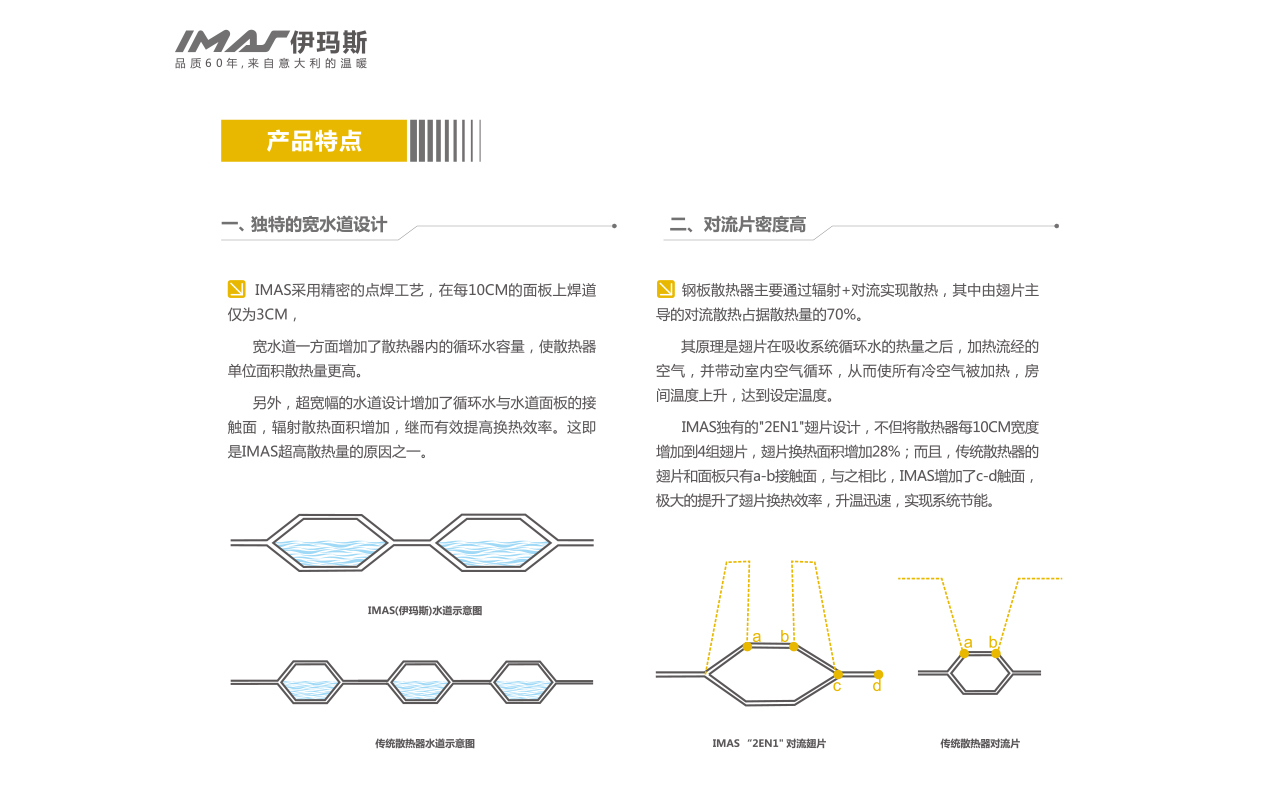 IMAS伊玛斯
品质60年,来自意大利的温暖
产品特点
一、独特的宽水道设计
IMAS采用精密的点焊工艺，在每10CM的面板上焊道
仅为3CM，
宽水道一方面增加了散热器内的循环水容量，使散热器
单位面积散热量更高。
另外，超宽幅的水道设计增加了循环水与水道面板的接
触面，辐射散热面积增加，继而有效提高换热效率。这即
是IMAS超高散热量的原因之一。
IMAS(伊玛斯)水道示意图
传统散热器水道示意图
二、对流片密度高
钢板散热器主要通过辐射+对流实现散热，其中由翅片主
导的对流散热占据散热量的70%。
其原理是翅片在吸收系统循环水的热量之后，加热流经的
空气，并带动室内空气循环，从而使所有冷空气被加热，房
间温度上升，达到设定温度。
IMAS独有的"2EN1"翅片设计，不但将散热器每10CM宽度
增加到4组翅片，翅片换热面积增加28%；而且，传统散热器的
翅片和面板只有a-b接触面，与之相比，IMAS增加了c-d触面，
极大的提升了翅片换热效率，升温迅速，实现系统节能。
a b
c d
IMAS “2EN1" 对流翅片
a b
传统散热器对流片